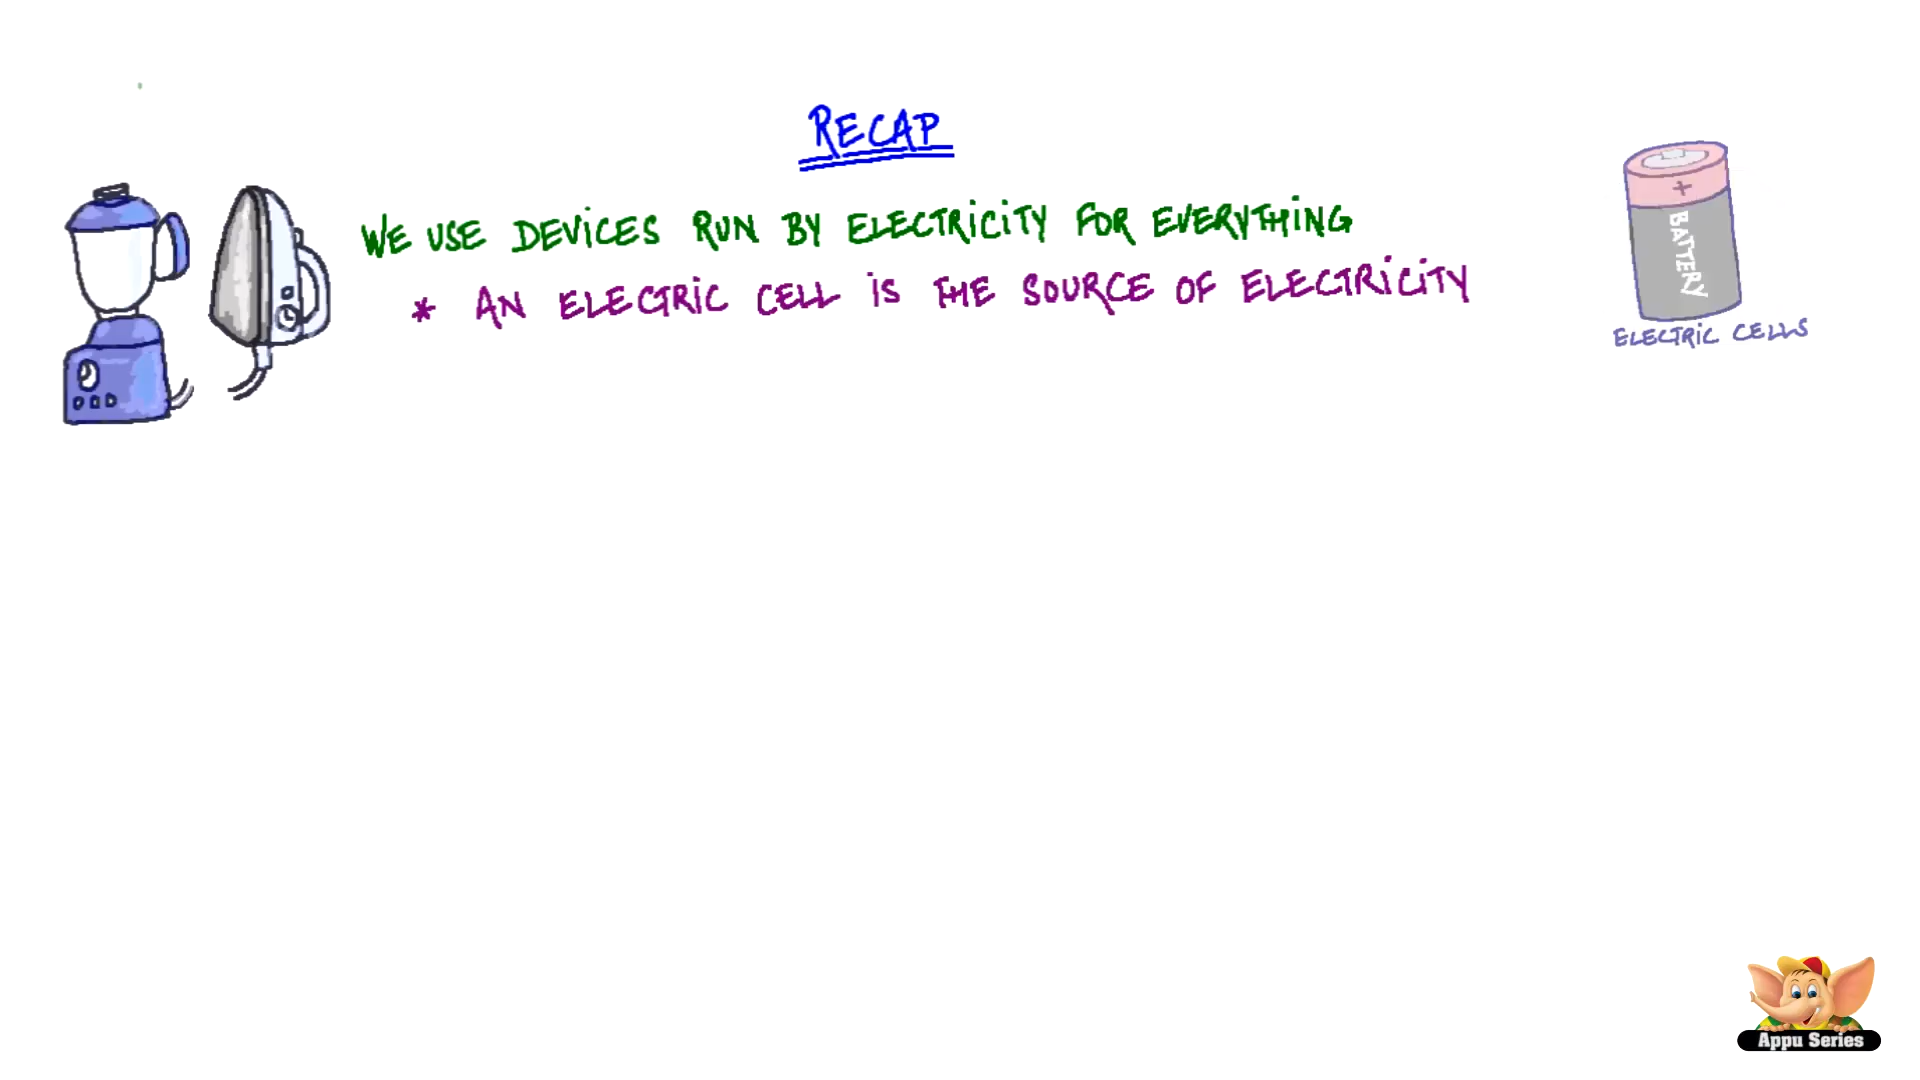 RECAP
WE USE DEVICES RUN BY ELECTRICITY FOR EVERYTHING
* AN ELECTRIC CELL IS THE SOURCE OF ELECTRICITY
+
BATTERY
ELECTRIC CELLS
Appu Series